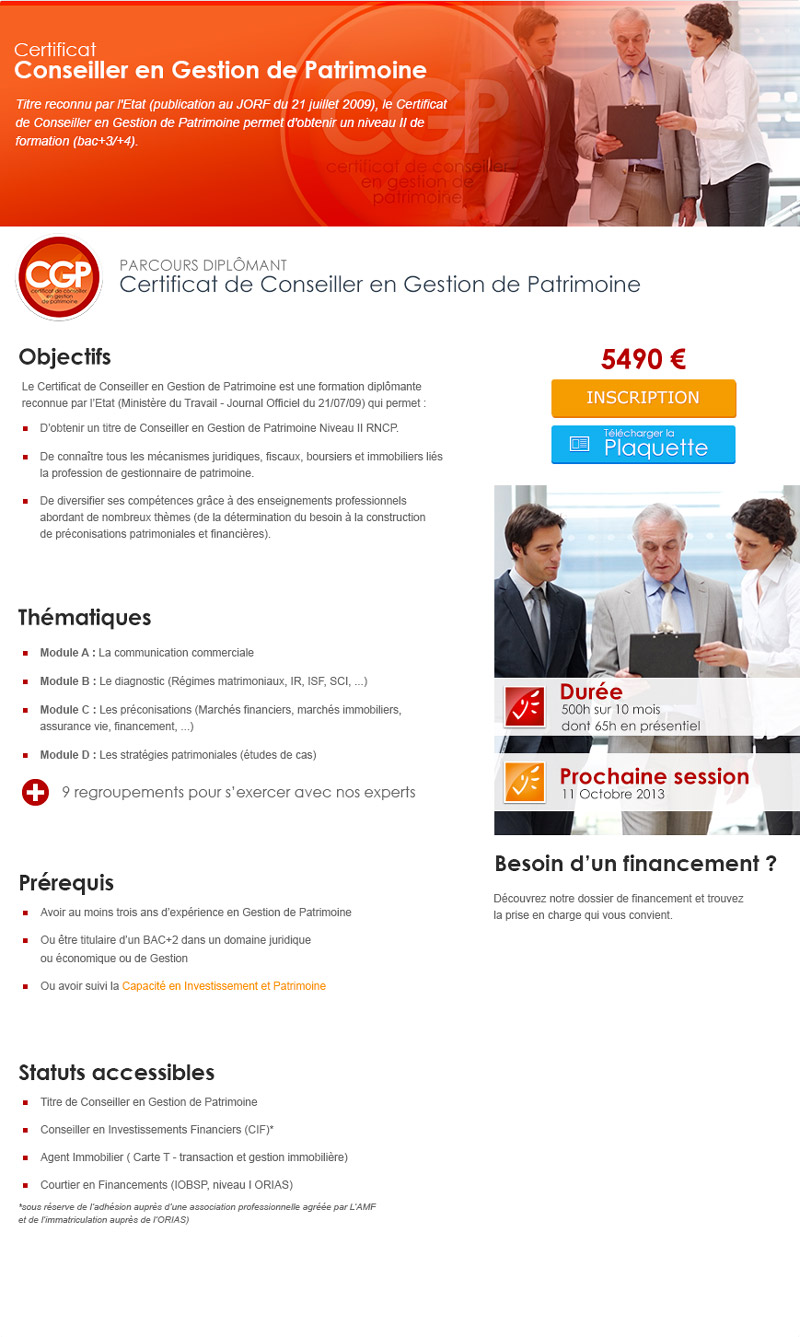 Certificat
Conseiller en Gestion de Patrimoine
Titre reconnu par l'Etat (publication au JORF du 21 juillet 2009), le Certificat
de Conseiller en Gestion de Patrimoine permet d'obtenir un niveau II de
formation (bac+3/+4).
CGP
certificat de conseiller
en gestion de
patrimoine
CGP
certificat de conseiller
en gestion
de patrimoine
PARCOURS DIPLÔMANT
Certificat de Conseiller en Gestion de Patrimoine
Objectifs
Le Certificat de Conseiller en Gestion de Patrimoine est une formation diplômante
reconnue par l'Etat (Ministère du Travail - Journal Officiel du 21/07/09) qui permet :
D'obtenir un titre de Conseiller en Gestion de Patrimoine Niveau II RNCP.
De connaître tous les mécanismes juridiques, fiscaux, boursiers et immobiliers liés
la profession de gestionnaire de patrimoine.
De diversifier ses compétences grâce à des enseignements professionnels
abordant de nombreux thèmes (de la détermination du besoin à la construction
de préconisations patrimoniales et financières).
5490 €
INSCRIPTION
Télécharger la
Plaquette
Thématiques
Module A : La communication commerciale
Module B : Le diagnostic (Régimes matrimoniaux, IR, ISF, SCI, ...)
Module C : Les préconisations (Marchés financiers, marchés immobiliers,
assurance vie, financement, ...)
Module D : Les stratégies patrimoniales (études de cas)
9 regroupements pour s'exercer avec nos experts
Durée
500h sur 10 mois
dont 65h en présentiel
Prochaine session
11 Octobre 2013
Besoin d'un financement ?
Découvrez notre dossier de financement et trouvez
la prise en charge qui vous convient.
Prérequis
Avoir au moins trois ans d'expérience en Gestion de Patrimoine
Ou être titulaire d'un BAC+2 dans un domaine juridique
ou économique ou de Gestion
Ou avoir suivi la Capacité en Investissement et Patrimoine
Statuts accessibles
Titre de Conseiller en Gestion de Patrimoine
Conseiller en Investissements Financiers (CIF)*
Agent Immobilier ( Carte T - transaction et gestion immobilière)
Courtier en Financements (IOBSP, niveau I ORIAS)
*sous réserve de l'adhésion auprès d'une association professionnelle agréée par L'AMF
et de l'immatriculation auprès de l'ORIAS)